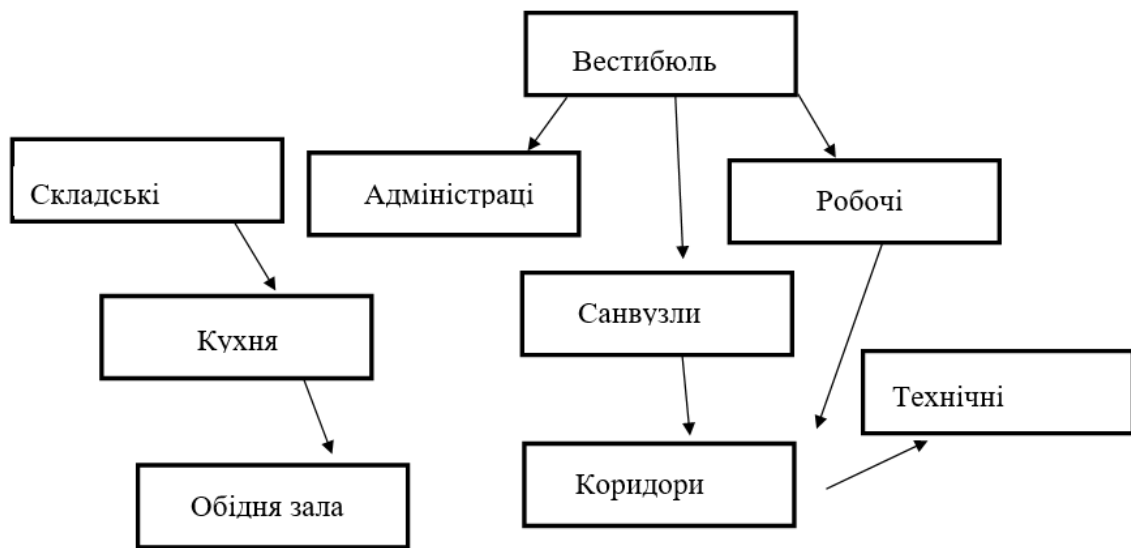 Вестибюль
Складські
Адміністраці
Робочі
Санвузли
Кухня
Технічні
Коридори
Обідня зала